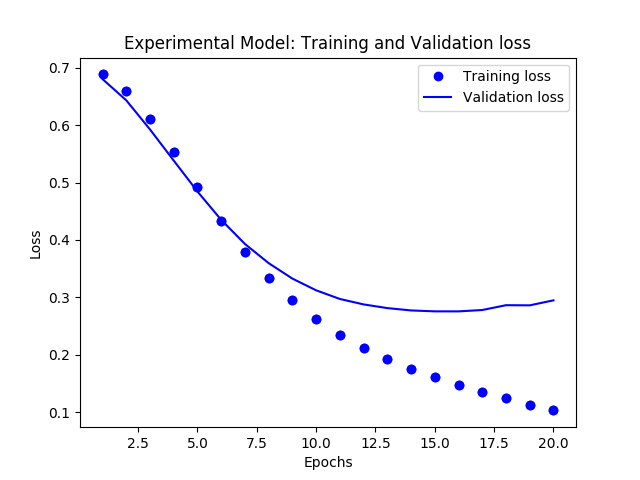 Experimental Model: Training and Validation loss
Training loss
Validation loss
0.7
0.6
0.5
0.4
0.3
0.2
0.1
Loss
2.5 5.0 7.5 10.0 12.5 15.0 17.5 20.0
Epochs